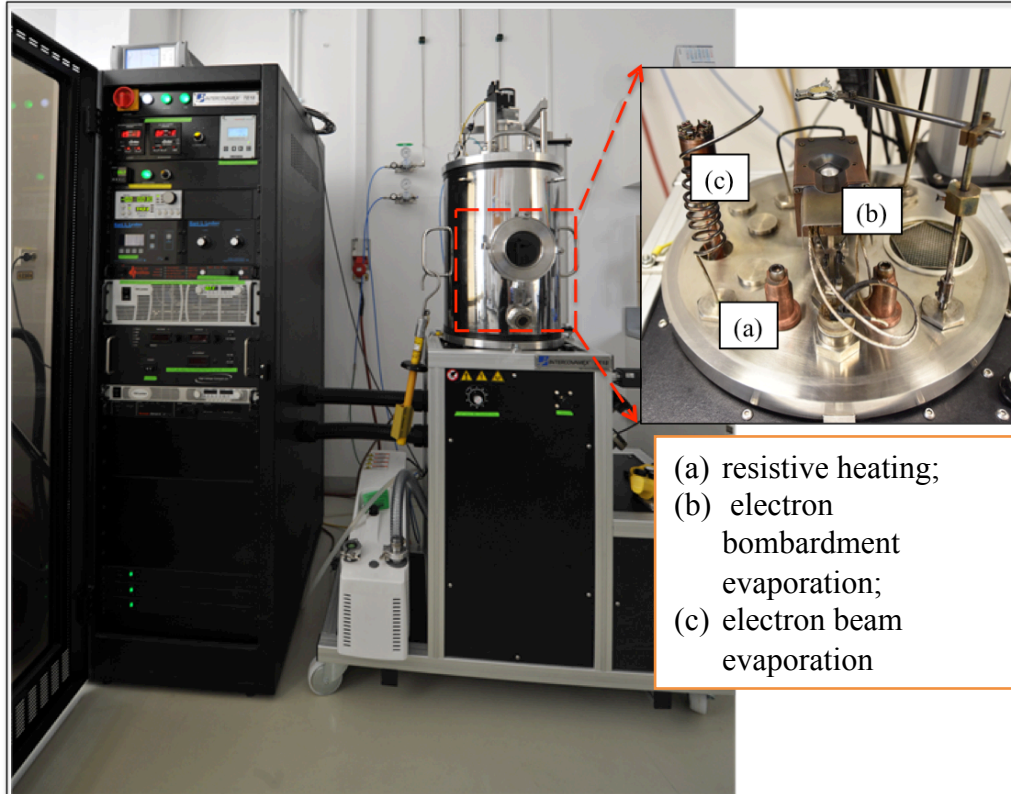 (c)
(b)
(a)
(a) resistive heating;
(b) electron
bombardment
evaporation;
(c) electron beam
evaporation